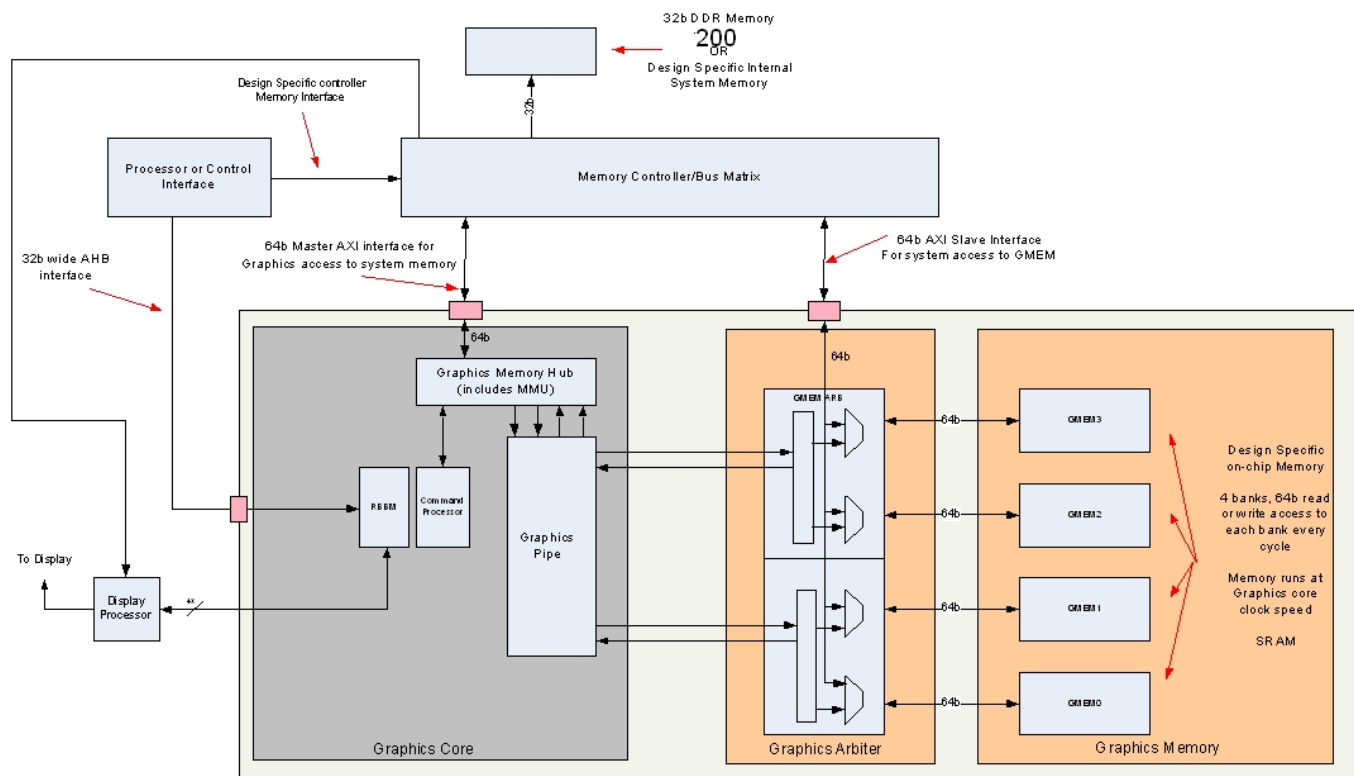 32b DDR Memory
200
OR
Design Specific Internal
System Memory
Design Specific controller
Memory Interface
32b
Processor or Control
Interface
Memory Controller/Bus Matrix
64b Master AXI interface for
Graphics access to system memory
64b AXI Slave Interface
For system access to GMEM
32b wide AHB
interface
64b
64b
Graphics Memory Hub
(includes MMU)
GMEM ARB
64b
GMEM3
Design Specific
on-chip Memory
4 banks, 64b read
or write access to
each bank every
cycle
Memory runs at
Graphics core
clock speed
SRAM
RBBM
Command
Processor
Graphics
Pipe
64b
GMEM2
To Display
Display
Processor
64b
GMEM1
64b
GMEM0
Graphics Core
Graphics Arbiter
Graphics Memory